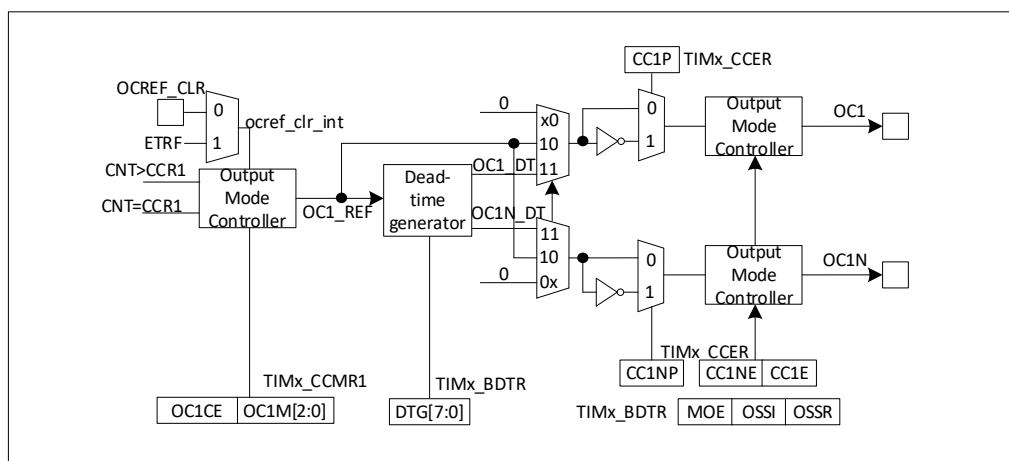 CC1P TIMx_CCER
OCREF_CLR
0
ocref_clr_int
ETRF 1
0
x0
10
11
0
1
Output
Mode
Controller
OC1
CNT>CCR1
CNT=CCR1
Output
Mode
Controller
OC1_REF
Dead-
time
generator
OC1_DT
OC1N_DT
11
10
0x
0
0
1
Output
Mode
Controller
OC1N
TIMx_CCER
CC1NP
CC1NE CC1E
TIMx_CCMR1
OC1CE OC1M[2:0]
TIMx_BDTR
DTG[7:0]
TIMx_BDTR MOE OSSI OSSR